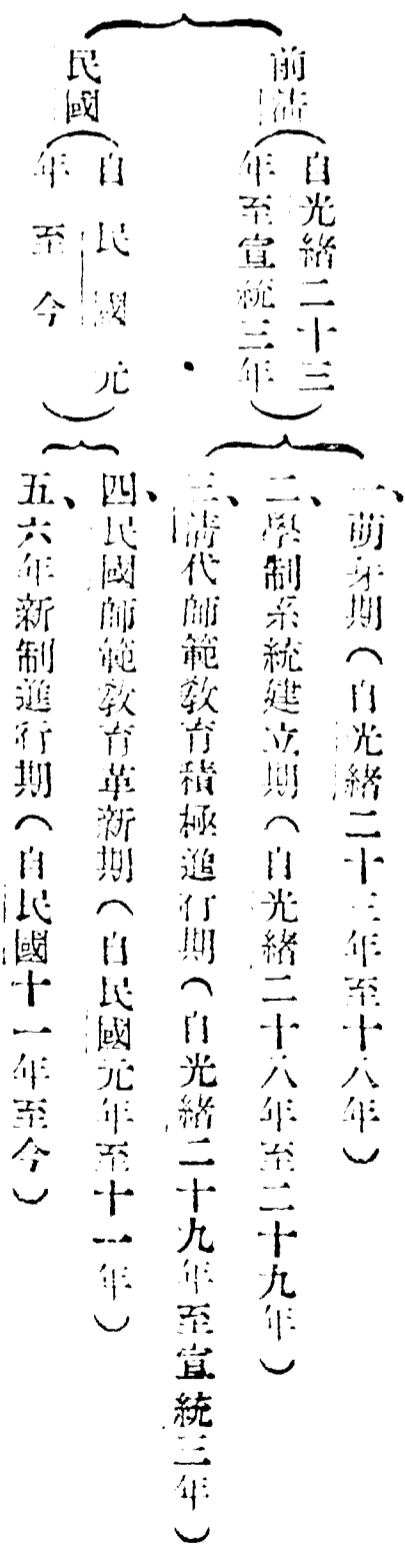 前清（自光緒二十三年至宣統三年）
一、萌芽期（自光緒二十三年至十八年）
二、學制系統建立期（自光緒二十八年至二十九年）
三、清代師範教育積極進行期（自光緒二十九年至宣統三年）
民國（自民國元年至今）
四、民國師範教育革新期（自民國元年至十一年）
五、六年新制進行期（自民國十一年至今）